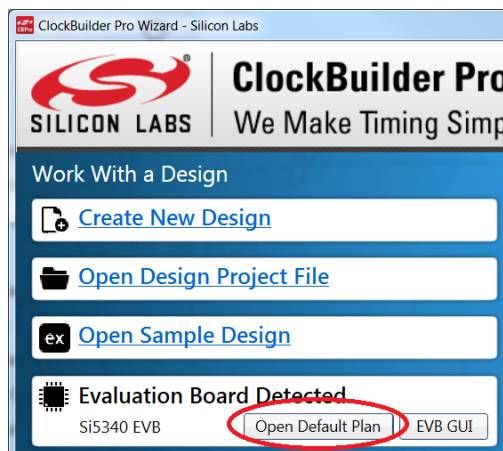 ClockBuilder Pro Wizard - Silicon Labs
SILICON LABS
ClockBuilder Pro
We Make Timing Simp
Work With a Design
Create New Design
Open Design Project File
ex Open Sample Design
Evaluation Board Detected
Si5340 EVB Open Default Plan EVB GUI